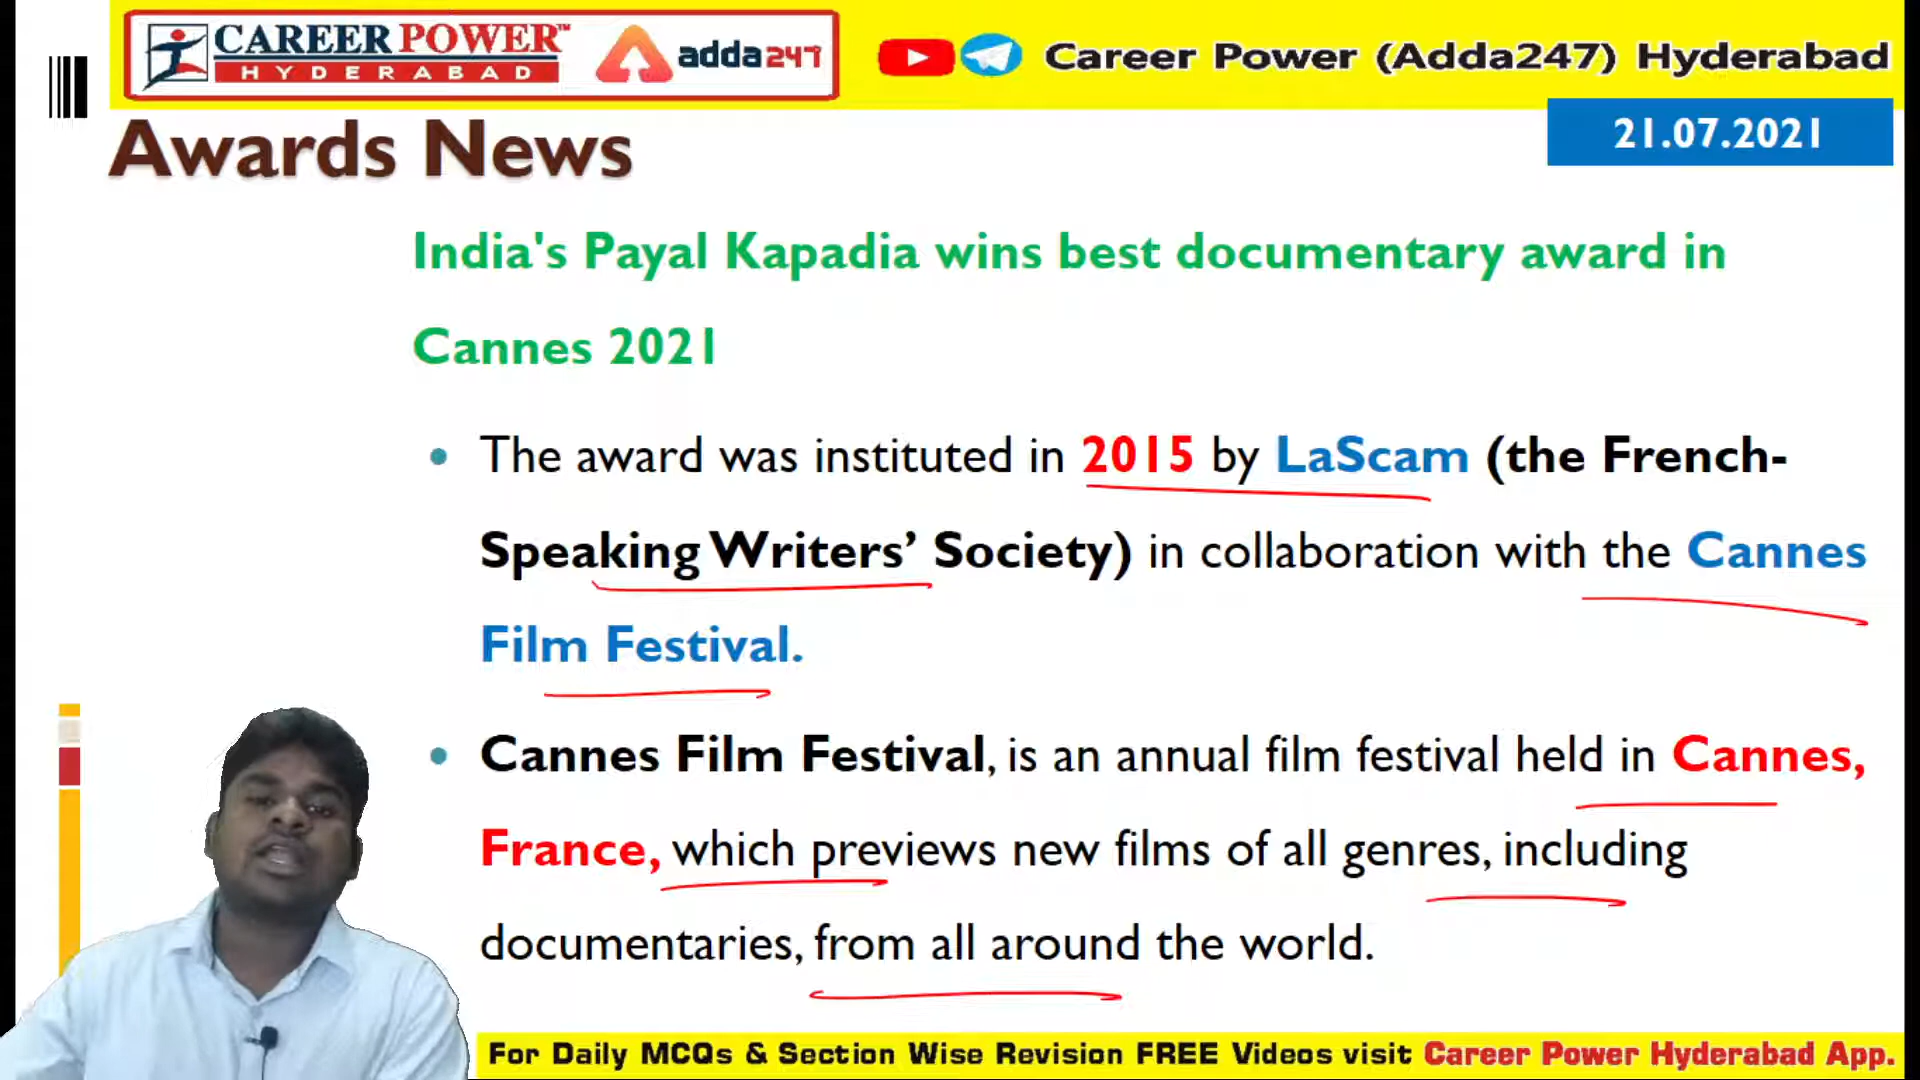 CAREER POWER™
HYDERABAD
adda247
Career Power (Adda247) Hyderabad
Awards News
21.07.2021
India's Payal Kapadia wins best documentary award in
Cannes 2021
• The award was instituted in 2015 by LaScam (the French-
Speaking Writers’ Society) in collaboration with the Cannes
Film Festival.
• Cannes Film Festival, is an annual film festival held in Cannes,
France, which previews new films of all genres, including
documentaries, from all around the world.
For Daily MCQs & Section Wise Revision FREE Videos visit Career Power Hyderabad App.